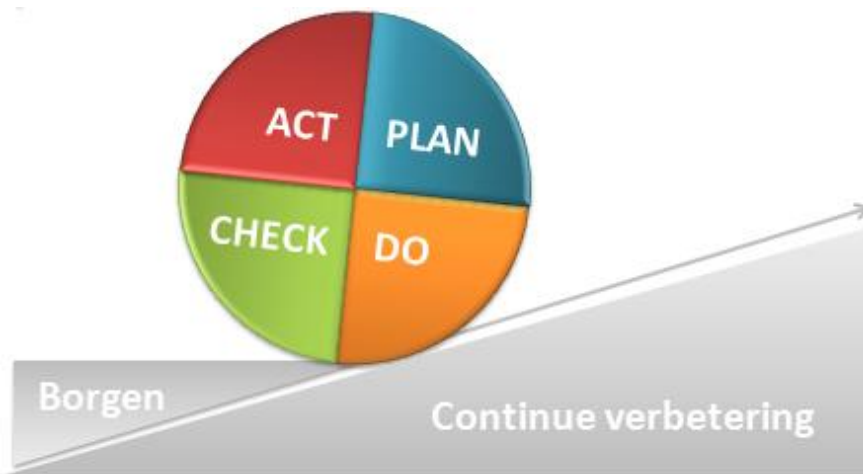 ACT
PLAN
CHECK
DO
Borgen
Continue verbetering